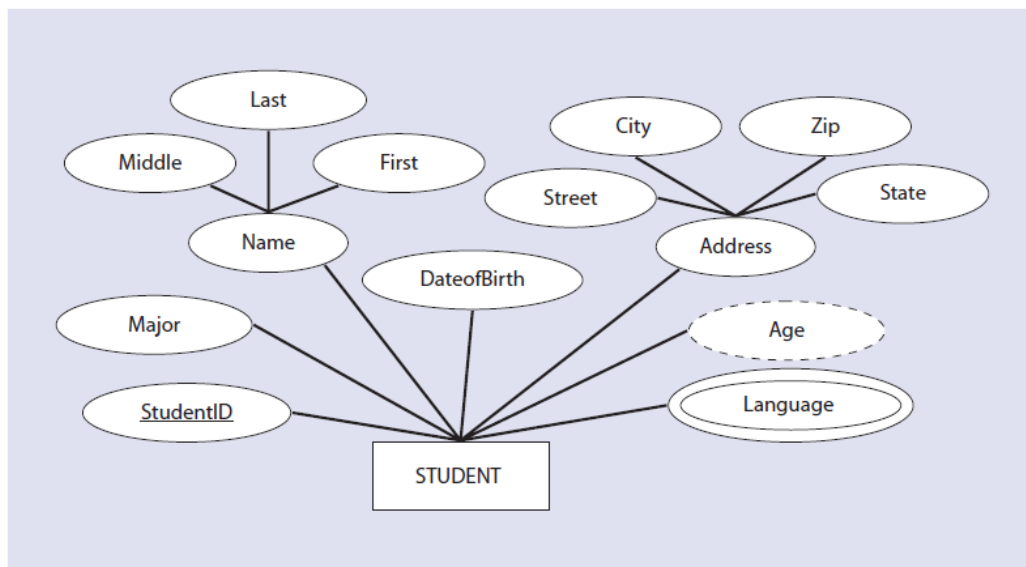 Last
City
Zip
Middle
First
Street
State
Name
Address
DateofBirth
Major
Age
StudentID
Language
STUDENT